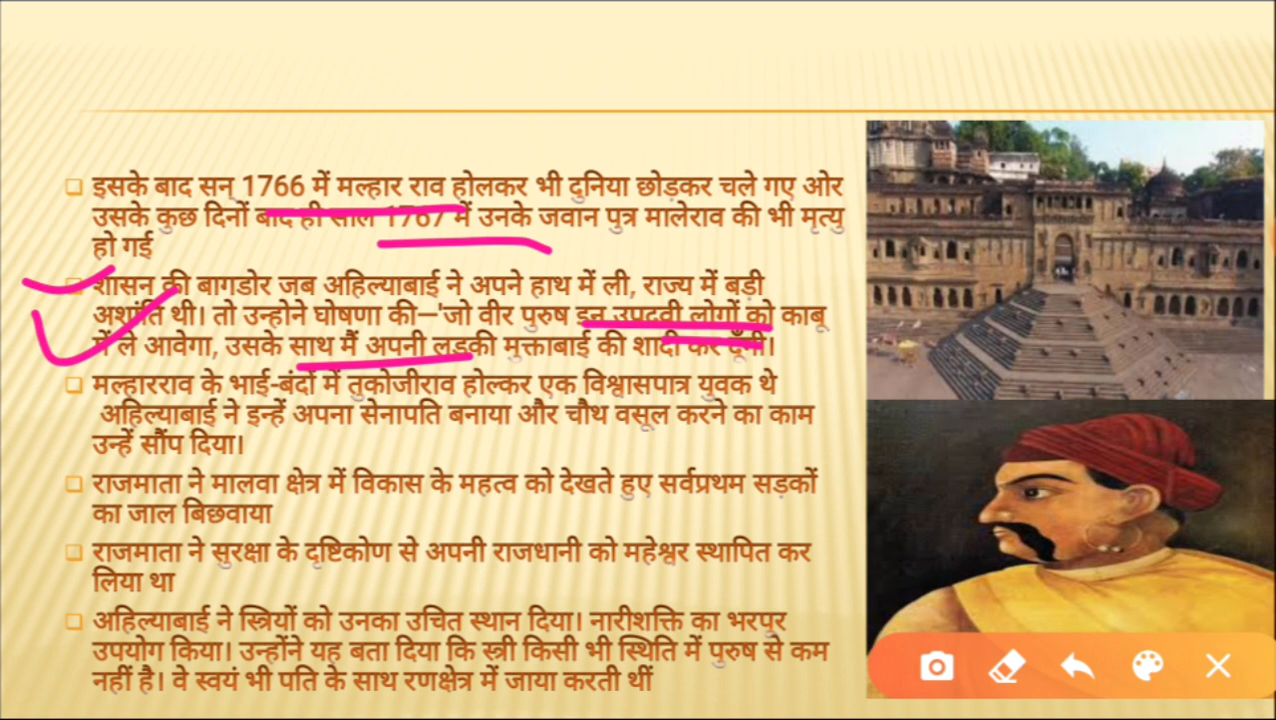 इसके बाद सन् 1766 में मल्हार राव होलकर भी दुनिया छोड़कर चले गए ओर
उसके कुछ दिनों बाद ही साल 1767 में उनके जवान पुत्र मालेराव की भी मृत्यु
हो गई
शासन की बागडोर जब अहिल्याबाई ने अपने हाथ में ली, राज्य में बड़ी
अशांति थी। तो उन्होने घोषणा की—'जो वीर पुरुष इन उपद्रवी लोगों को काबू
में ले आवेगा, उसके साथ मैं अपनी लड़की मुक्ताबाई की शादी कर दूँगी।
मल्हारराव के भाई-बंदों में तुकोजीराव होल्कर एक विश्वासपात्र युवक थे
अहिल्याबाई ने इन्हें अपना सेनापति बनाया और चौथ वसूल करने का काम
उन्हें सौंप दिया।
राजमाता ने मालवा क्षेत्र में विकास के महत्व को देखते हुए सर्वप्रथम सड़कों
का जाल बिछवाया
राजमाता ने सुरक्षा के दृष्टिकोण से अपनी राजधानी को महेश्वर स्थापित कर
लिया था
अहिल्याबाई ने स्त्रियों को उनका उचित स्थान दिया। नारीशक्ति का भरपूर
उपयोग किया। उन्होंने यह बता दिया कि स्त्री किसी भी स्थिति में पुरुष से कम
नहीं है। वे स्वयं भी पति के साथ रणक्षेत्र में जाया करती थीं